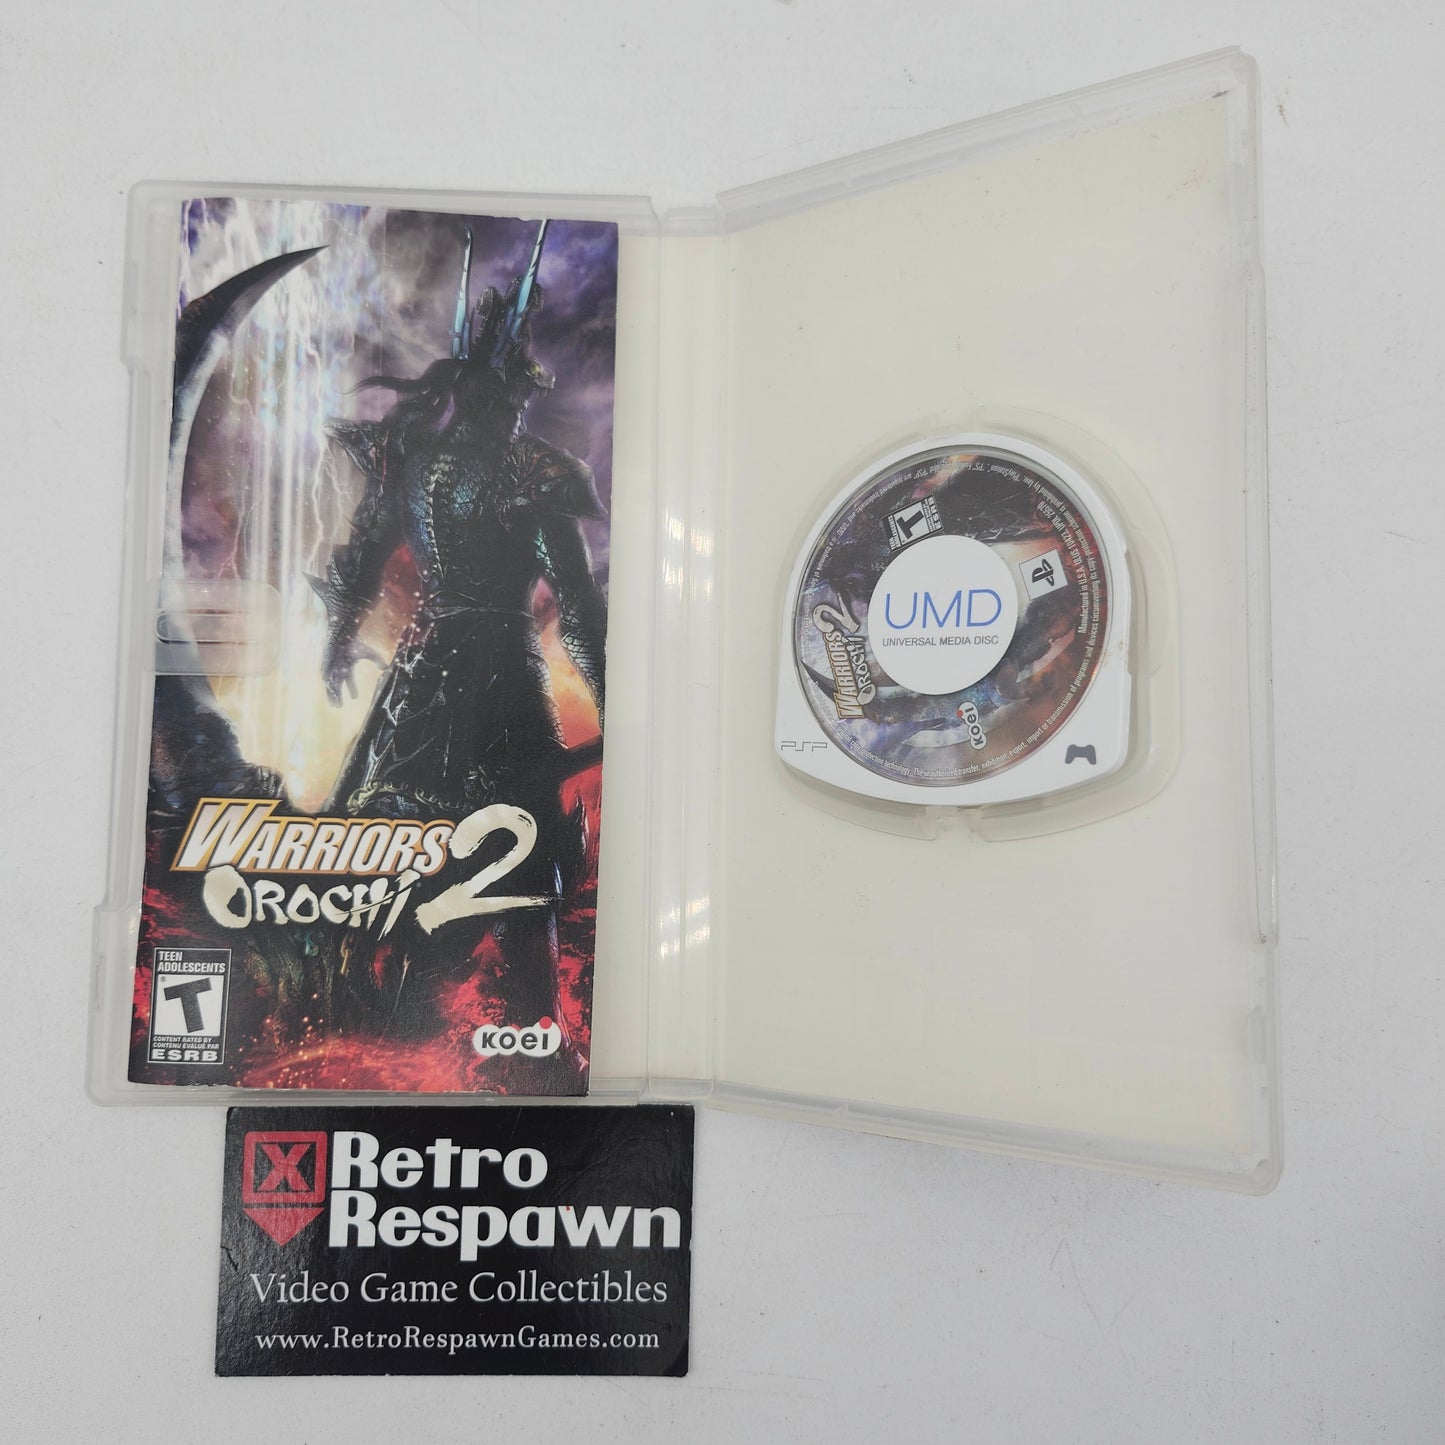 WARRIORS
OROCHI 2
TEEN
ADOLESCENTS
T
CONTENT RATED BY
CONTENU ÉVALUÉ PAR
ESRB
KOEI
UMD
UNIVERSAL MEDIA DISC
T
ESRB
WARRIORS
OROCHI 2
KOEI
PSP
Retro
Respawn
Video Game Collectibles
www.RetroRespawnGames.com